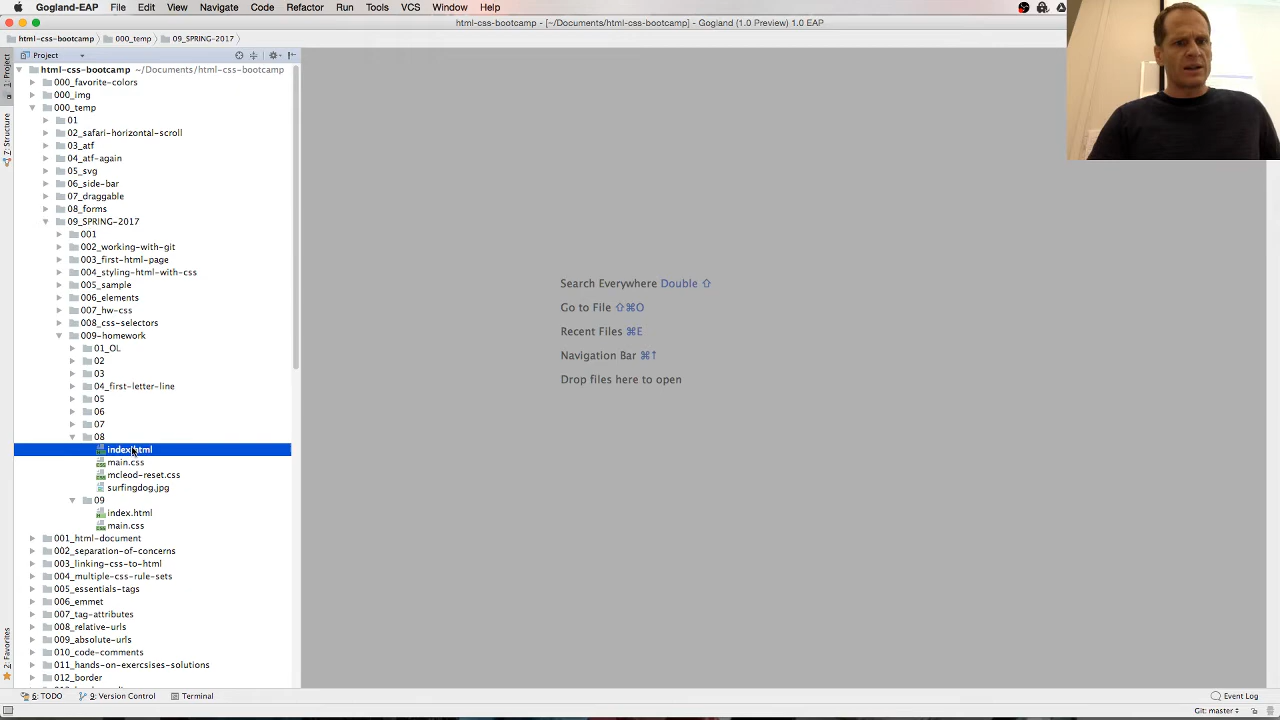 Gogland-EAP File Edit View Navigate Code Refactor Run Tools VCS Window Help
html-css-bootcamp - [~/Documents/html-css-bootcamp] - Gogland (1.0 Preview) 1.0 EAP
html-css-bootcamp 000_temp 09_SPRING-2017
Project
1: Project
html-css-bootcamp ~/Documents/html-css-bootcamp
000_favorite-colors
000_img
000_temp
01
02_safari-horizontal-scroll
03_atf
04_atf-again
05_svg
06_side-bar
07_draggable
08_forms
09_SPRING-2017
001
002_working-with-git
003_first-html-page
004_styling-html-with-css
005_sample
006_elements
007_hw-css
008_css-selectors
009-homework
01_OL
02
03
04_first-letter-line
05
06
07
08
index.html
main.css
mcleod-reset.css
surfingdog.jpg
09
index.html
main.css
001_html-document
002_separation-of-concerns
003_linking-css-to-html
004_multiple-css-rule-sets
005_essentials-tags
006_emmet
007_tag-attributes
008_relative-urls
009_absolute-urls
010_code-comments
011_hands-on-exercsises-solutions
012_border
7: Structure
2: Favorites
Search Everywhere Double ⇧
Go to File ⇧⌘O
Recent Files ⌘E
Navigation Bar ⌘↑
Drop files here to open
6: TODO 9: Version Control Terminal Event Log
Git: master